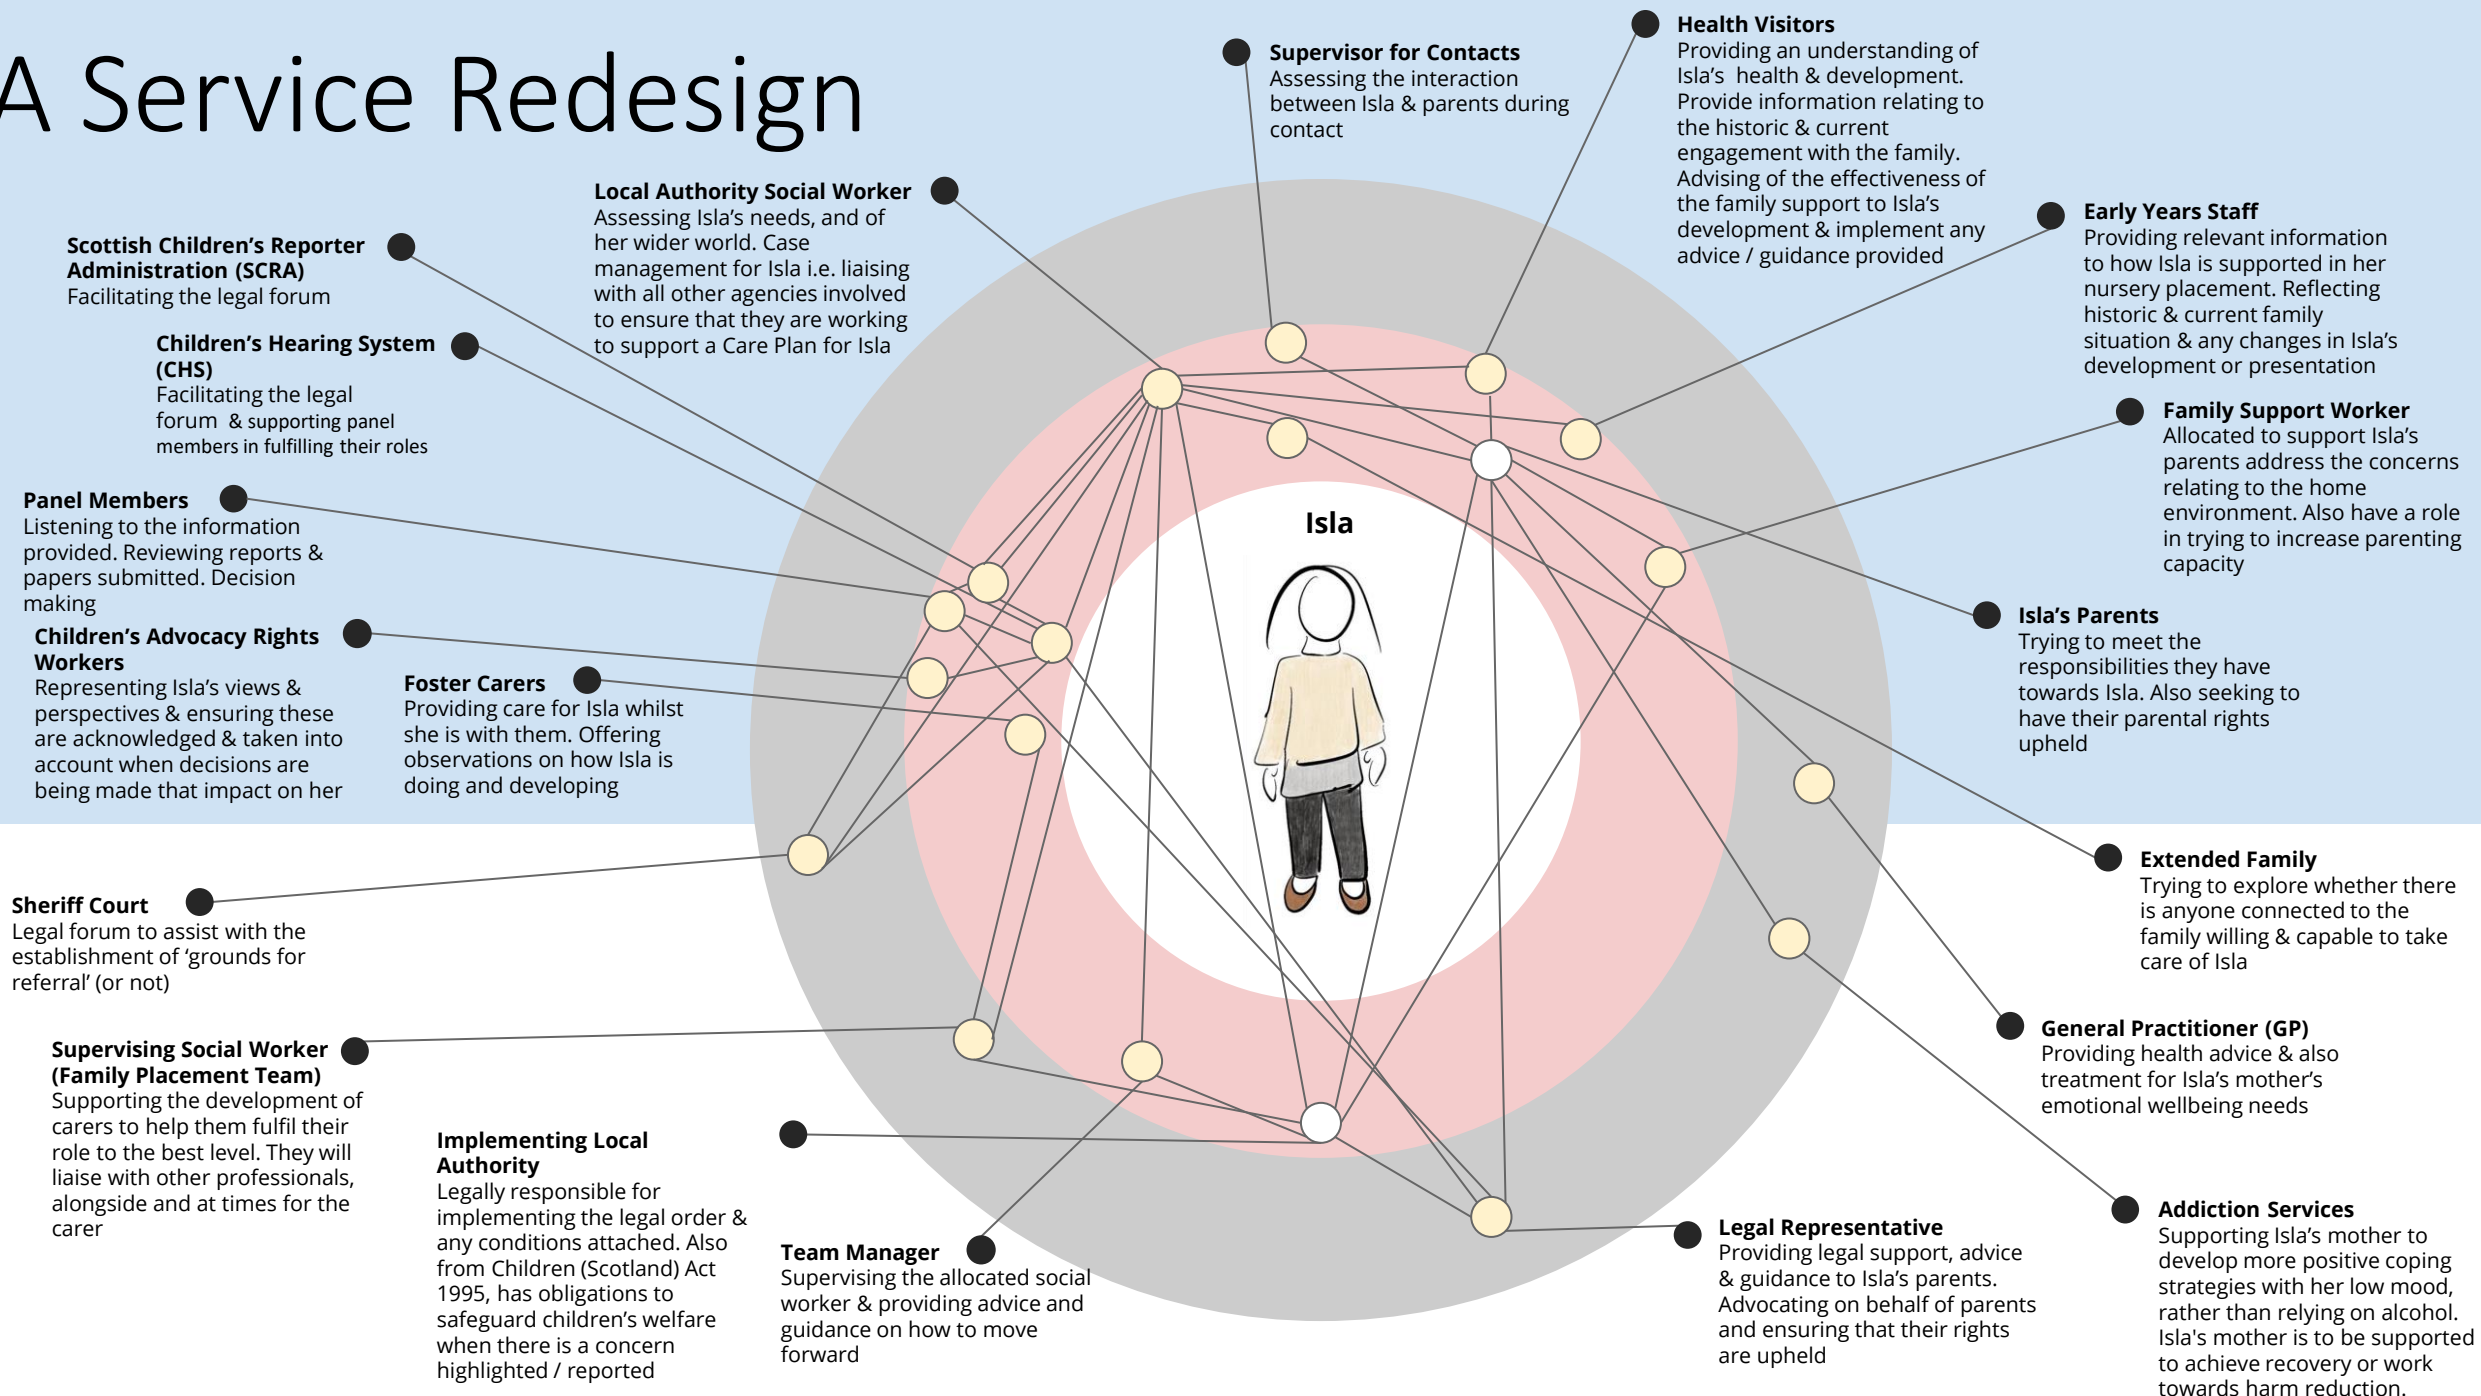 A Service Redesign
Supervisor for Contacts
Assessing the interaction
between Isla & parents during
contact
Health Visitors
Providing an understanding of
Isla’s health & development.
Provide information relating to
the historic & current
engagement with the family.
Advising of the effectiveness of
the family support to Isla’s
development & implement any
advice / guidance provided
Local Authority Social Worker
Assessing Isla’s needs, and of
her wider world. Case
management for Isla i.e. liaising
with all other agencies involved
to ensure that they are working
to support a Care Plan for Isla
Early Years Staff
Providing relevant information
to how Isla is supported in her
nursery placement. Reflecting
historic & current family
situation & any changes in Isla’s
development or presentation
Scottish Children’s Reporter
Administration (SCRA)
Facilitating the legal forum
Children’s Hearing System
(CHS)
Facilitating the legal
forum & supporting panel
members in fulfilling their roles
Family Support Worker
Allocated to support Isla’s
parents address the concerns
relating to the home
environment. Also have a role
in trying to increase parenting
capacity
Panel Members
Listening to the information
provided. Reviewing reports &
papers submitted. Decision
making
Isla
Isla’s Parents
Trying to meet the
responsibilities they have
towards Isla. Also seeking to
have their parental rights
upheld
Children’s Advocacy Rights
Workers
Representing Isla’s views &
perspectives & ensuring these
are acknowledged & taken into
account when decisions are
being made that impact on her
Foster Carers
Providing care for Isla whilst
she is with them. Offering
observations on how Isla is
doing and developing
Extended Family
Trying to explore whether there
is anyone connected to the
family willing & capable to take
care of Isla
Sheriff Court
Legal forum to assist with the
establishment of ‘grounds for
referral’ (or not)
General Practitioner (GP)
Providing health advice & also
treatment for Isla’s mother’s
emotional wellbeing needs
Supervising Social Worker
(Family Placement Team)
Supporting the development of
carers to help them fulfil their
role to the best level. They will
liaise with other professionals,
alongside and at times for the
carer
Implementing Local
Authority
Legally responsible for
implementing the legal order &
any conditions attached. Also
from Children (Scotland) Act
1995, has obligations to
safeguard children’s welfare
when there is a concern
highlighted / reported
Team Manager
Supervising the allocated social
worker & providing advice and
guidance on how to move
forward
Legal Representative
Providing legal support, advice
& guidance to Isla’s parents.
Advocating on behalf of parents
and ensuring that their rights
are upheld
Addiction Services
Supporting Isla’s mother to
develop more positive coping
strategies with her low mood,
rather than relying on alcohol.
Isla's mother is to be supported
to achieve recovery or work
towards harm reduction.